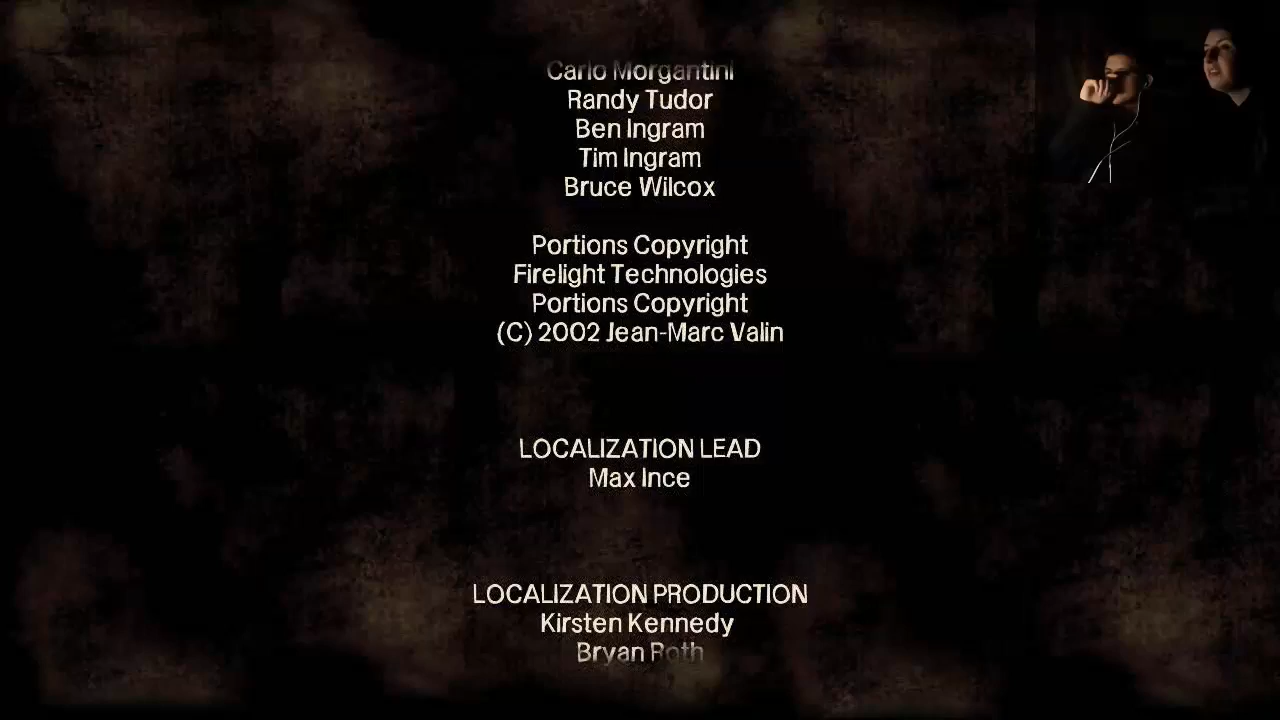 Carlo Morgantini
Randy Tudor
Ben Ingram
Tim Ingram
Bruce Wilcox
Portions Copyright
Firelight Technologies
Portions Copyright
(C) 2002 Jean-Marc Valin
LOCALIZATION LEAD
Max Ince
LOCALIZATION PRODUCTION
Kirsten Kennedy
Bryan Roth